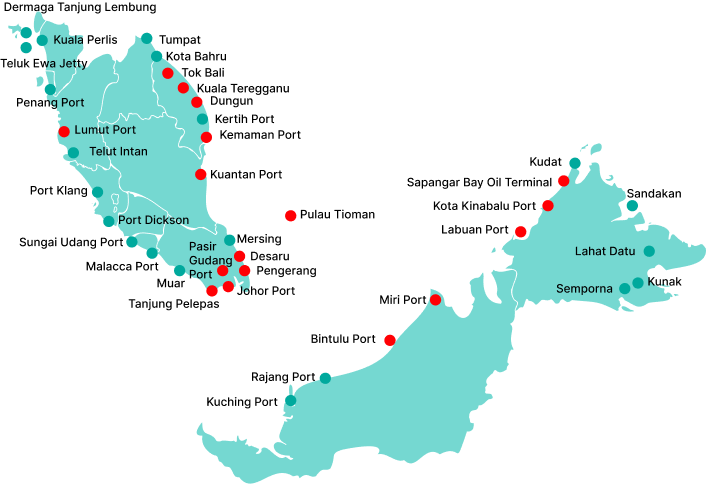 Dermaga Tanjung Lembung
Kuala Perlis
Tumpat
Kota Bahru
Teluk Ewa Jetty
Tok Bali
Kuala Teregganu
Penang Port
Dungun
Kertih Port
Lumut Port
Kemaman Port
Telut Intan
Kudat
Kuantan Port
Sapangar Bay Oil Terminal
Port Klang
Sandakan
Kota Kinabalu Port
Pulau Tioman
Port Dickson
Labuan Port
Sungai Udang Port
Mersing
Pasir
Gudang
Port
Lahat Datu
Desaru
Malacca Port
Pengerang
Muar
Kunak
Semporna
Johor Port
Tanjung Pelepas
Miri Port
Bintulu Port
Rajang Port
Kuching Port